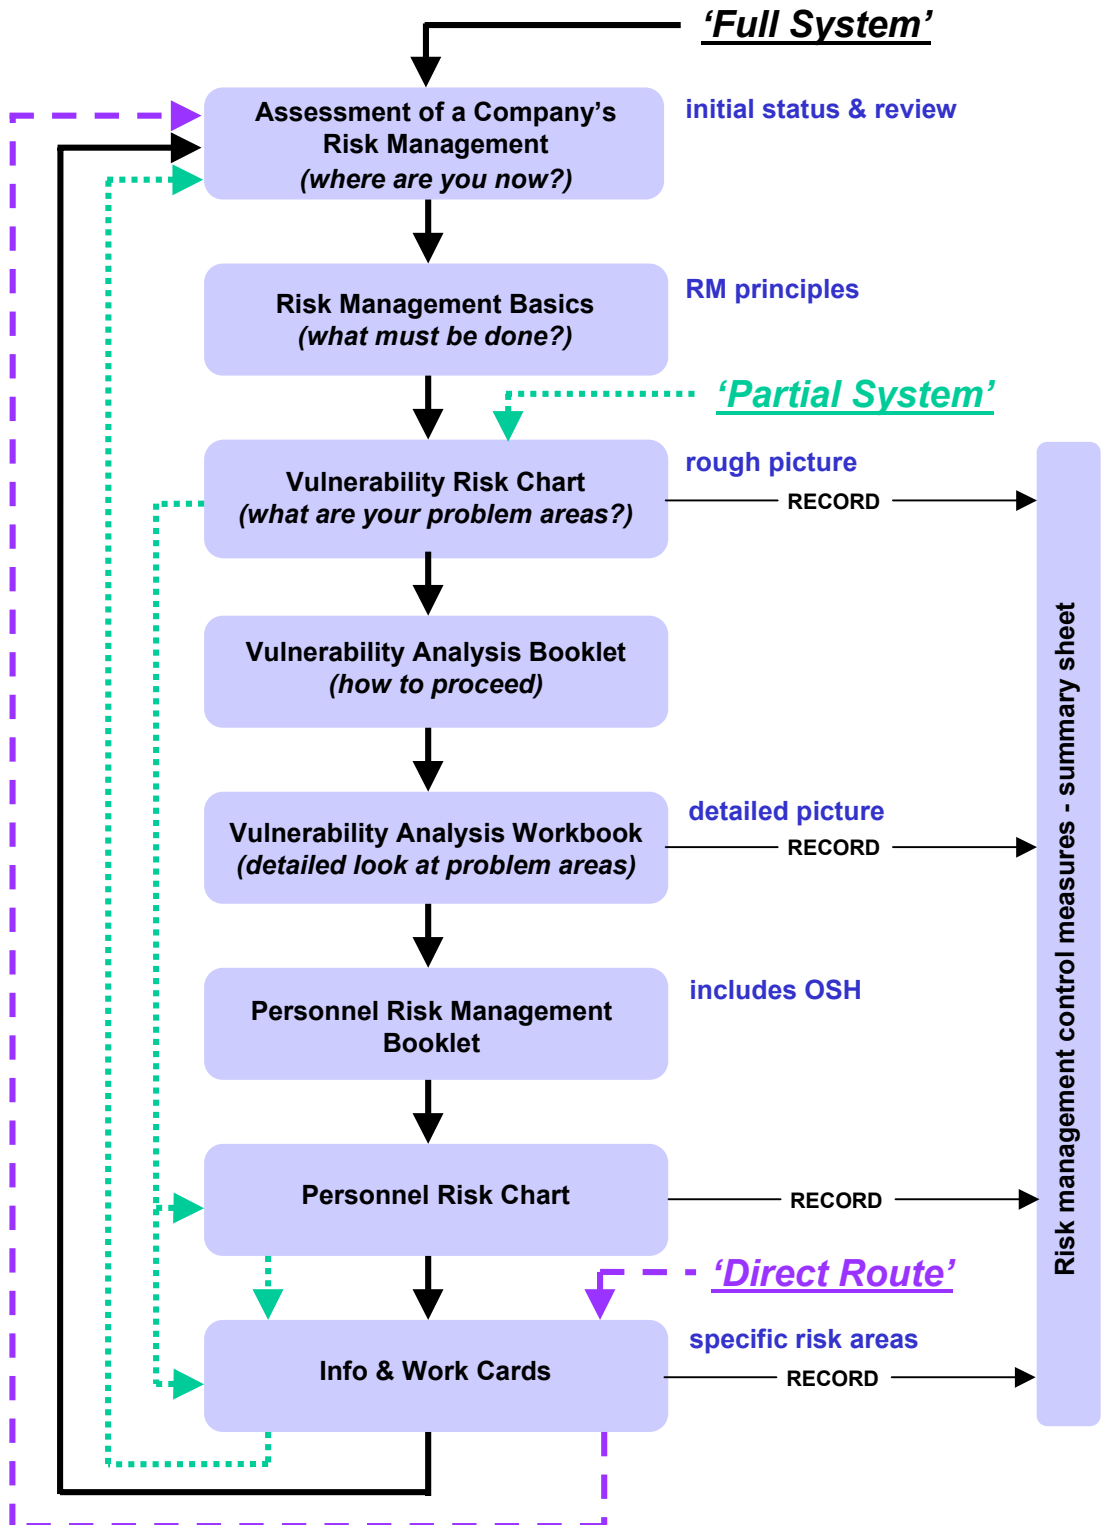 ‘Full System’
Assessment of a Company’s
Risk Management
(where are you now?)
initial status & review
Risk Management Basics
(what must be done?)
RM principles
‘Partial System’
Vulnerability Risk Chart
(what are your problem areas?)
rough picture
RECORD
Vulnerability Analysis Booklet
(how to proceed)
Vulnerability Analysis Workbook
(detailed look at problem areas)
detailed picture
RECORD
Personnel Risk Management
Booklet
includes OSH
Personnel Risk Chart
RECORD
‘Direct Route’
Info & Work Cards
specific risk areas
RECORD
Risk management control measures - summary sheet